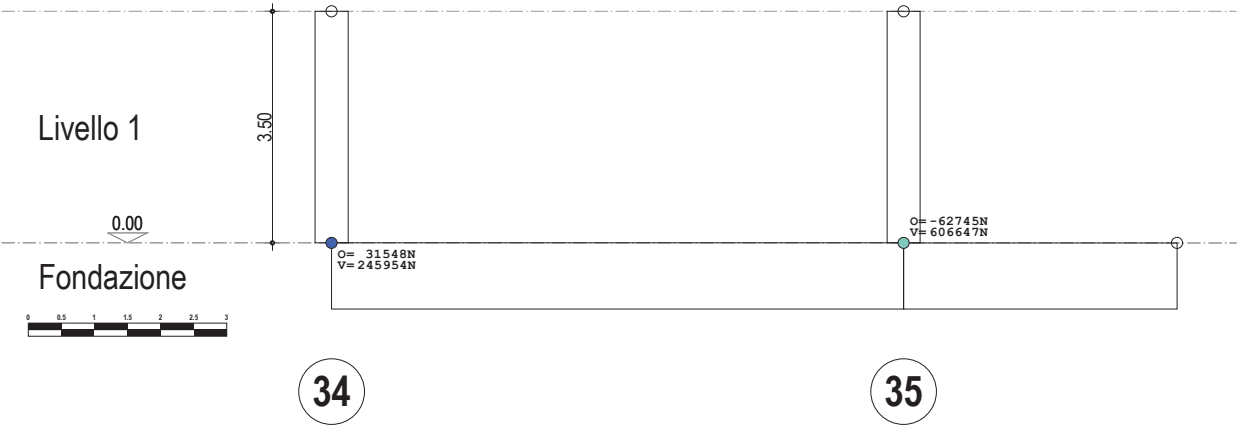 Livello 1
3.50
0.00
O= -62745N
V= 606647N
O= 31548N
V= 245954N
Fondazione
0 0.5 1 1.5 2 2.5 3
34
35